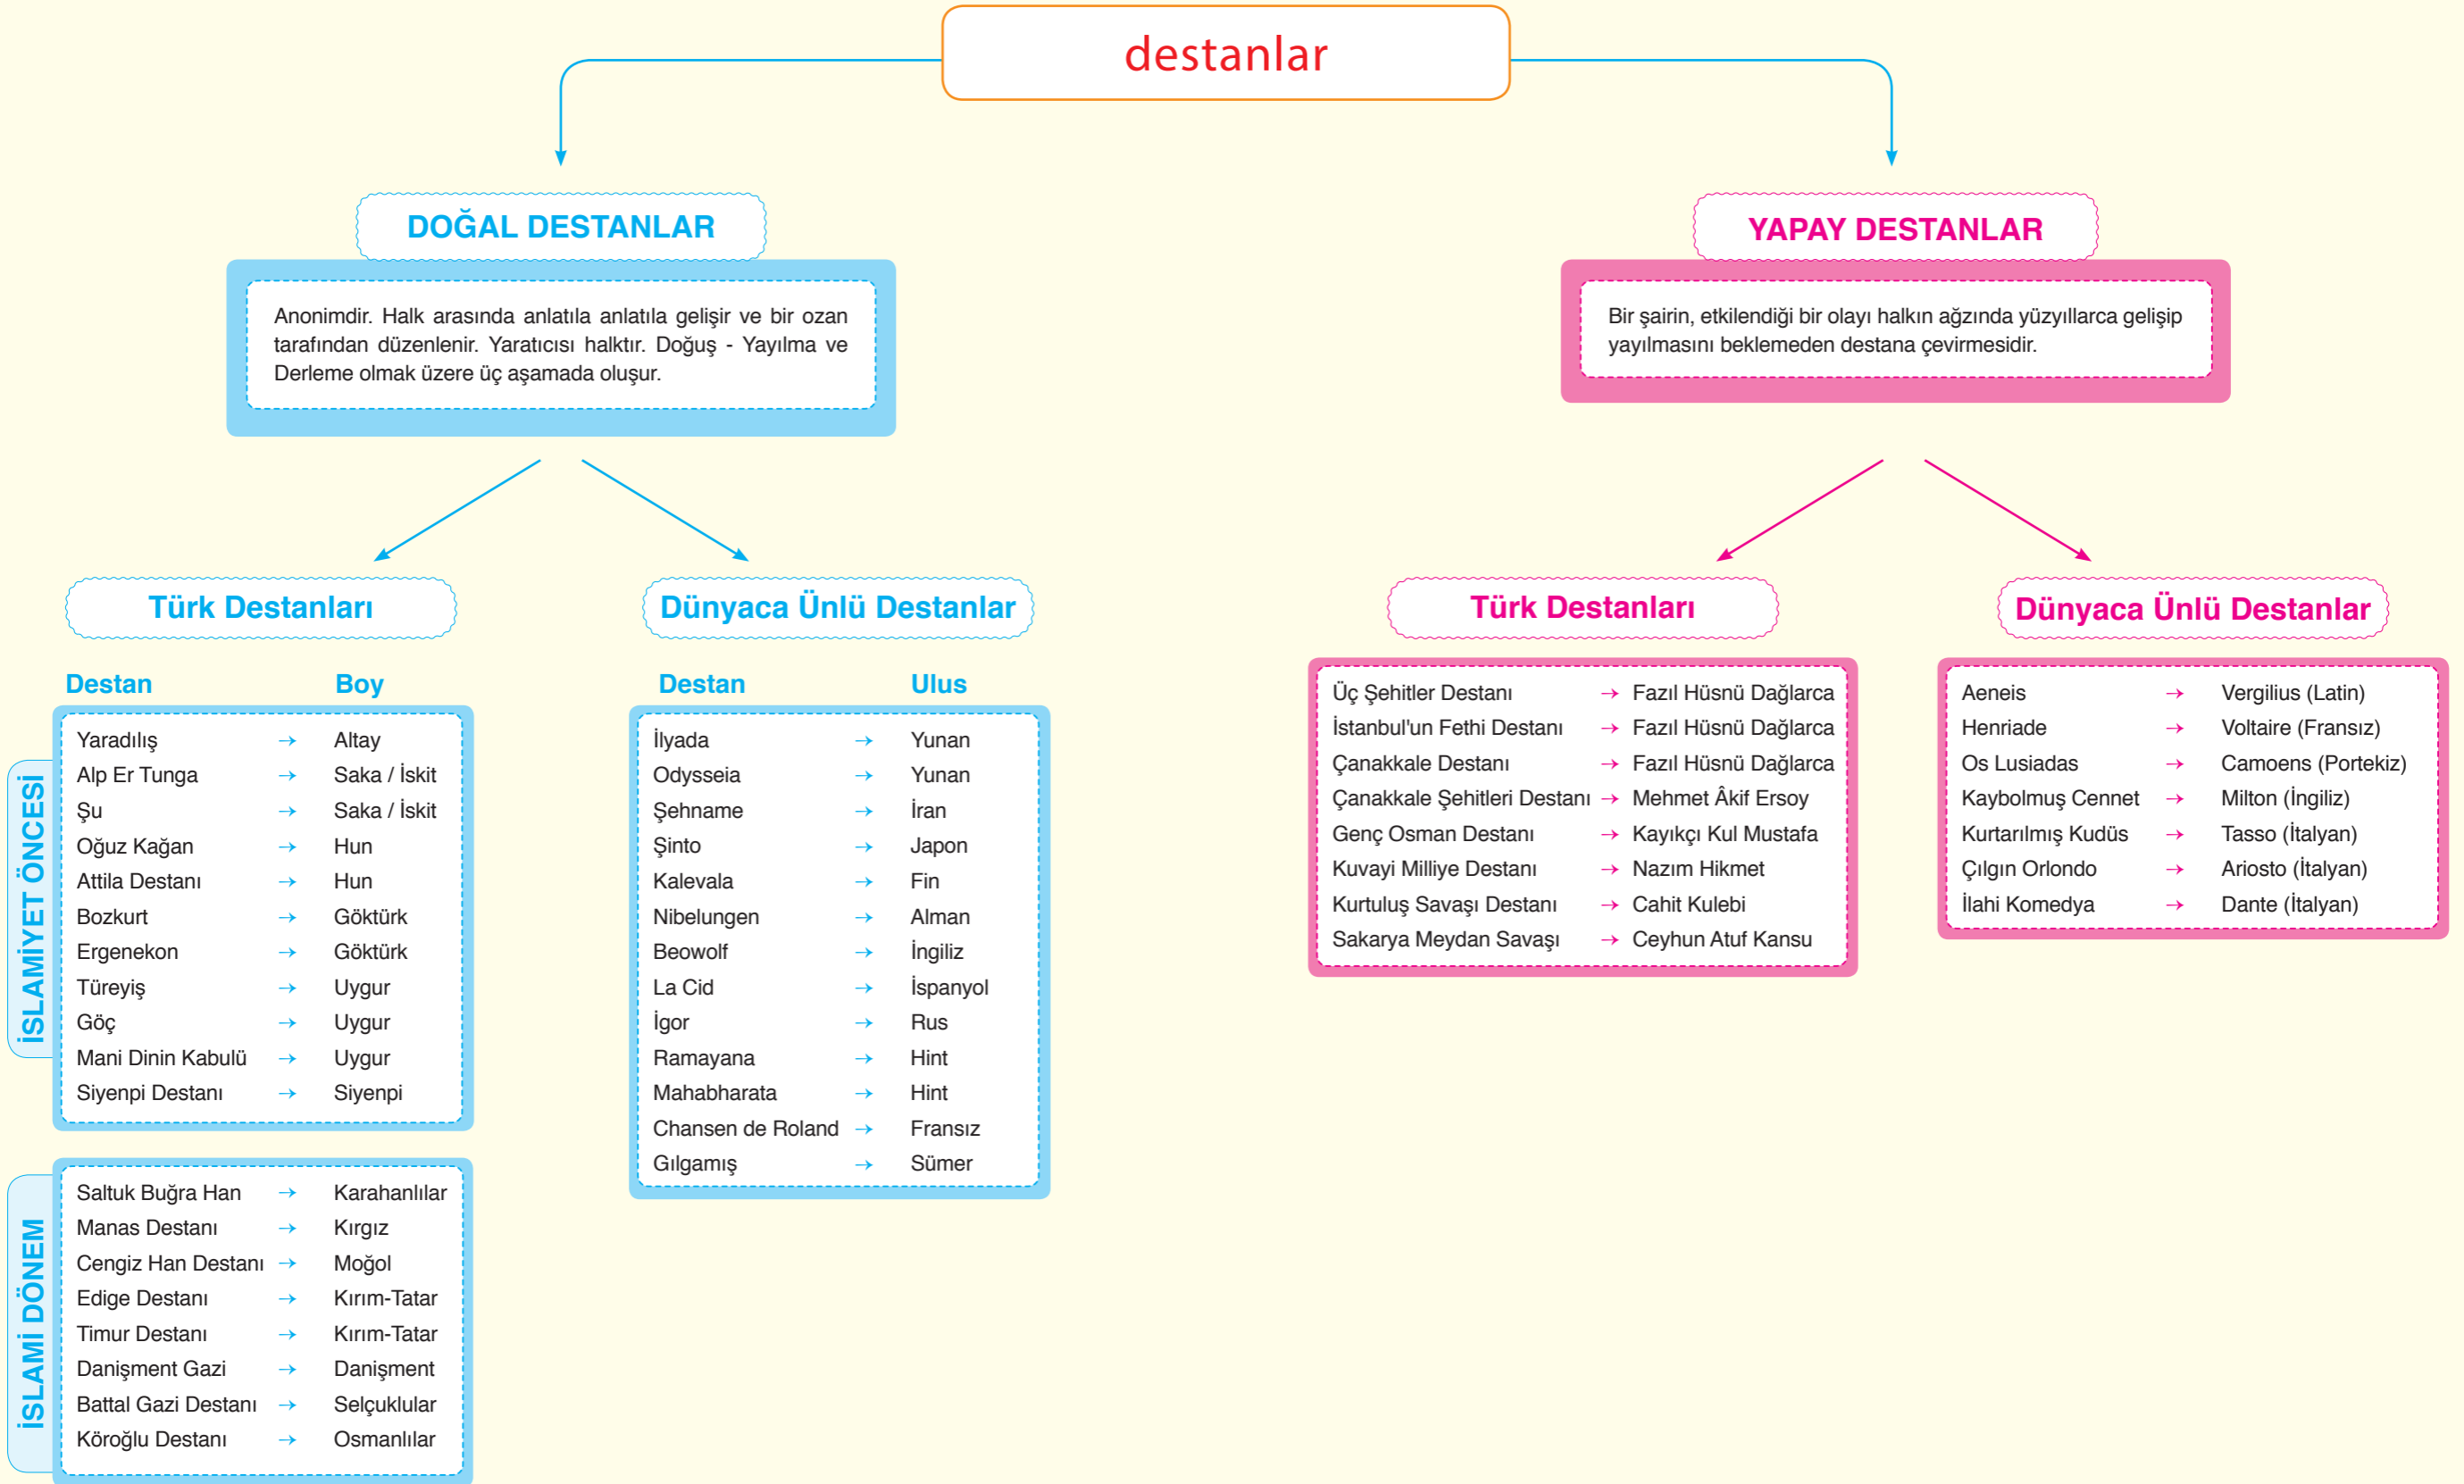 destanlar
DOĞAL DESTANLAR
Anonimdir. Halk arasında anlatıla anlatıla gelişir ve bir ozan
tarafından düzenlenir. Yaratıcısı halktır. Doğuş - Yayılma ve
Derleme olmak üzere üç aşamada oluşur.
Türk Destanları
Destan Boy
İSLAMİYET ÖNCESİ
Yaradılış → Altay
Alp Er Tunga → Saka / İskit
Şu → Saka / İskit
Oğuz Kağan → Hun
Attila Destanı → Hun
Bozkurt → Göktürk
Ergenekon → Göktürk
Türeyiş → Uygur
Göç → Uygur
Mani Dinin Kabulü → Uygur
Siyenpi Destanı → Siyenpi
İSLAMİ DÖNEM
Saltuk Buğra Han → Karahanlılar
Manas Destanı → Kırgız
Cengiz Han Destanı → Moğol
Edige Destanı → Kırım-Tatar
Timur Destanı → Kırım-Tatar
Danişment Gazi → Danişment
Battal Gazi Destanı → Selçuklular
Köroğlu Destanı → Osmanlılar
Dünyaca Ünlü Destanlar
Destan Ulus
İlyada → Yunan
Odysseia → Yunan
Şehname → İran
Şinto → Japon
Kalevala → Fin
Nibelungen → Alman
Beowolf → İngiliz
La Cid → İspanyol
İgor → Rus
Ramayana → Hint
Mahabharata → Hint
Chansen de Roland → Fransız
Gılgamış → Sümer
YAPAY DESTANLAR
Bir şairin, etkilendiği bir olayı halkın ağzında yüzyıllarca gelişip
yayılmasını beklemeden destana çevirmesidir.
Türk Destanları
Üç Şehitler Destanı → Fazıl Hüsnü Dağlarca
İstanbul'un Fethi Destanı → Fazıl Hüsnü Dağlarca
Çanakkale Destanı → Fazıl Hüsnü Dağlarca
Çanakkale Şehitleri Destanı → Mehmet Âkif Ersoy
Genç Osman Destanı → Kayıkçı Kul Mustafa
Kuvayi Milliye Destanı → Nazım Hikmet
Kurtuluş Savaşı Destanı → Cahit Kulebi
Sakarya Meydan Savaşı → Ceyhun Atuf Kansu
Dünyaca Ünlü Destanlar
Aeneis → Vergilius (Latin)
Henriade → Voltaire (Fransız)
Os Lusiadas → Camoens (Portekiz)
Kaybolmuş Cennet → Milton (İngiliz)
Kurtarılmış Kudüs → Tasso (İtalyan)
Çılgın Orlondo → Ariosto (İtalyan)
İlahi Komedya → Dante (İtalyan)